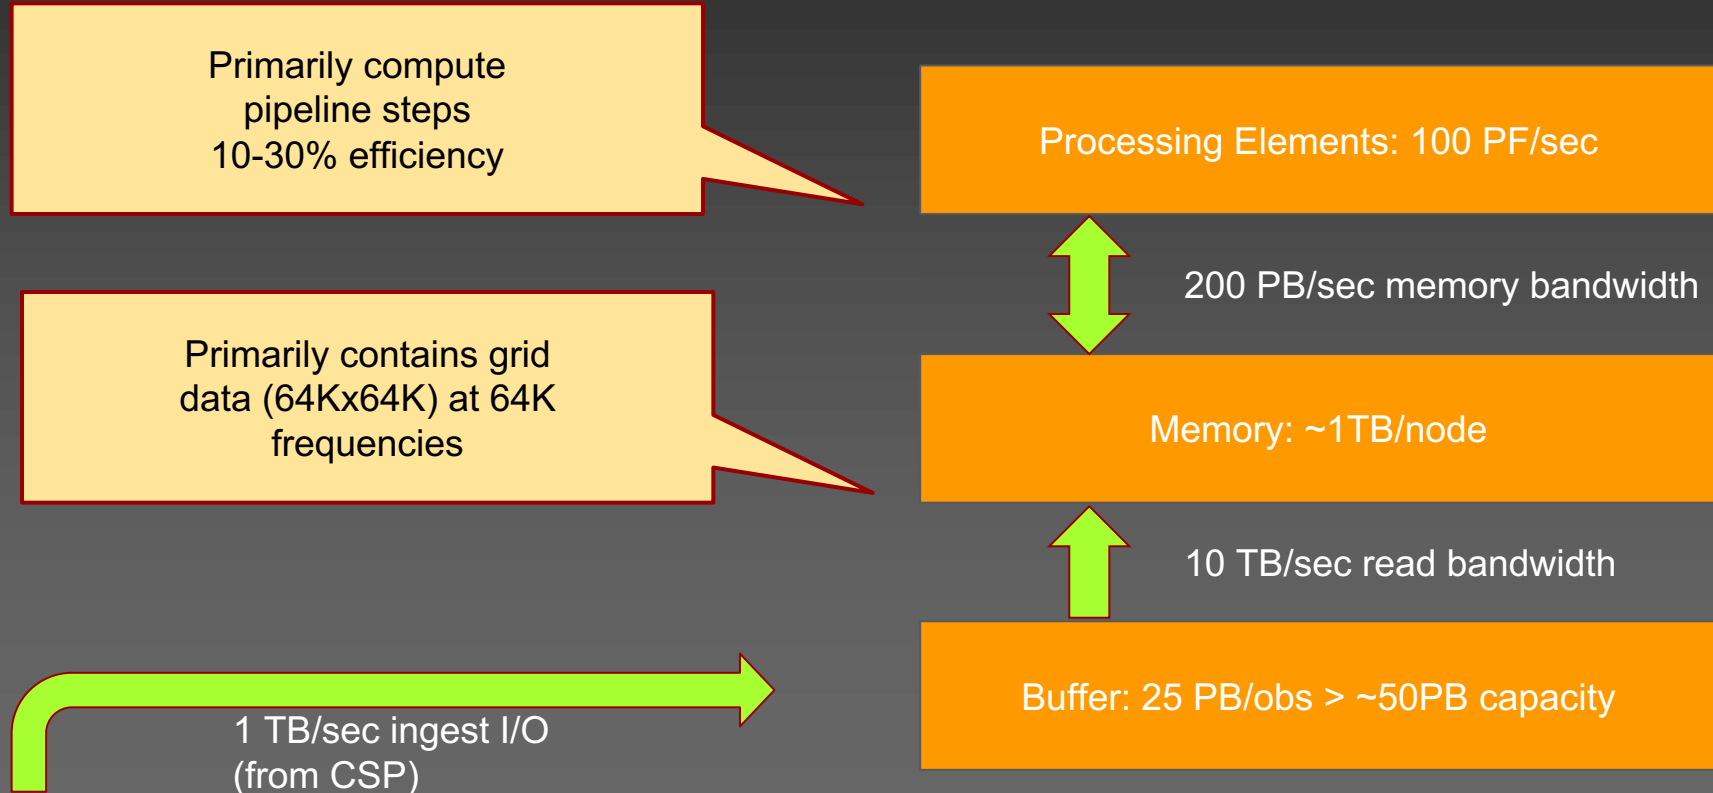 Primarily compute
pipeline steps
10-30% efficiency
Processing Elements: 100 PF/sec
200 PB/sec memory bandwidth
Primarily contains grid
data (64Kx64K) at 64K
frequencies
Memory: ~1TB/node
10 TB/sec read bandwidth
Buffer: 25 PB/obs > ~50PB capacity
1 TB/sec ingest I/O
(from CSP)